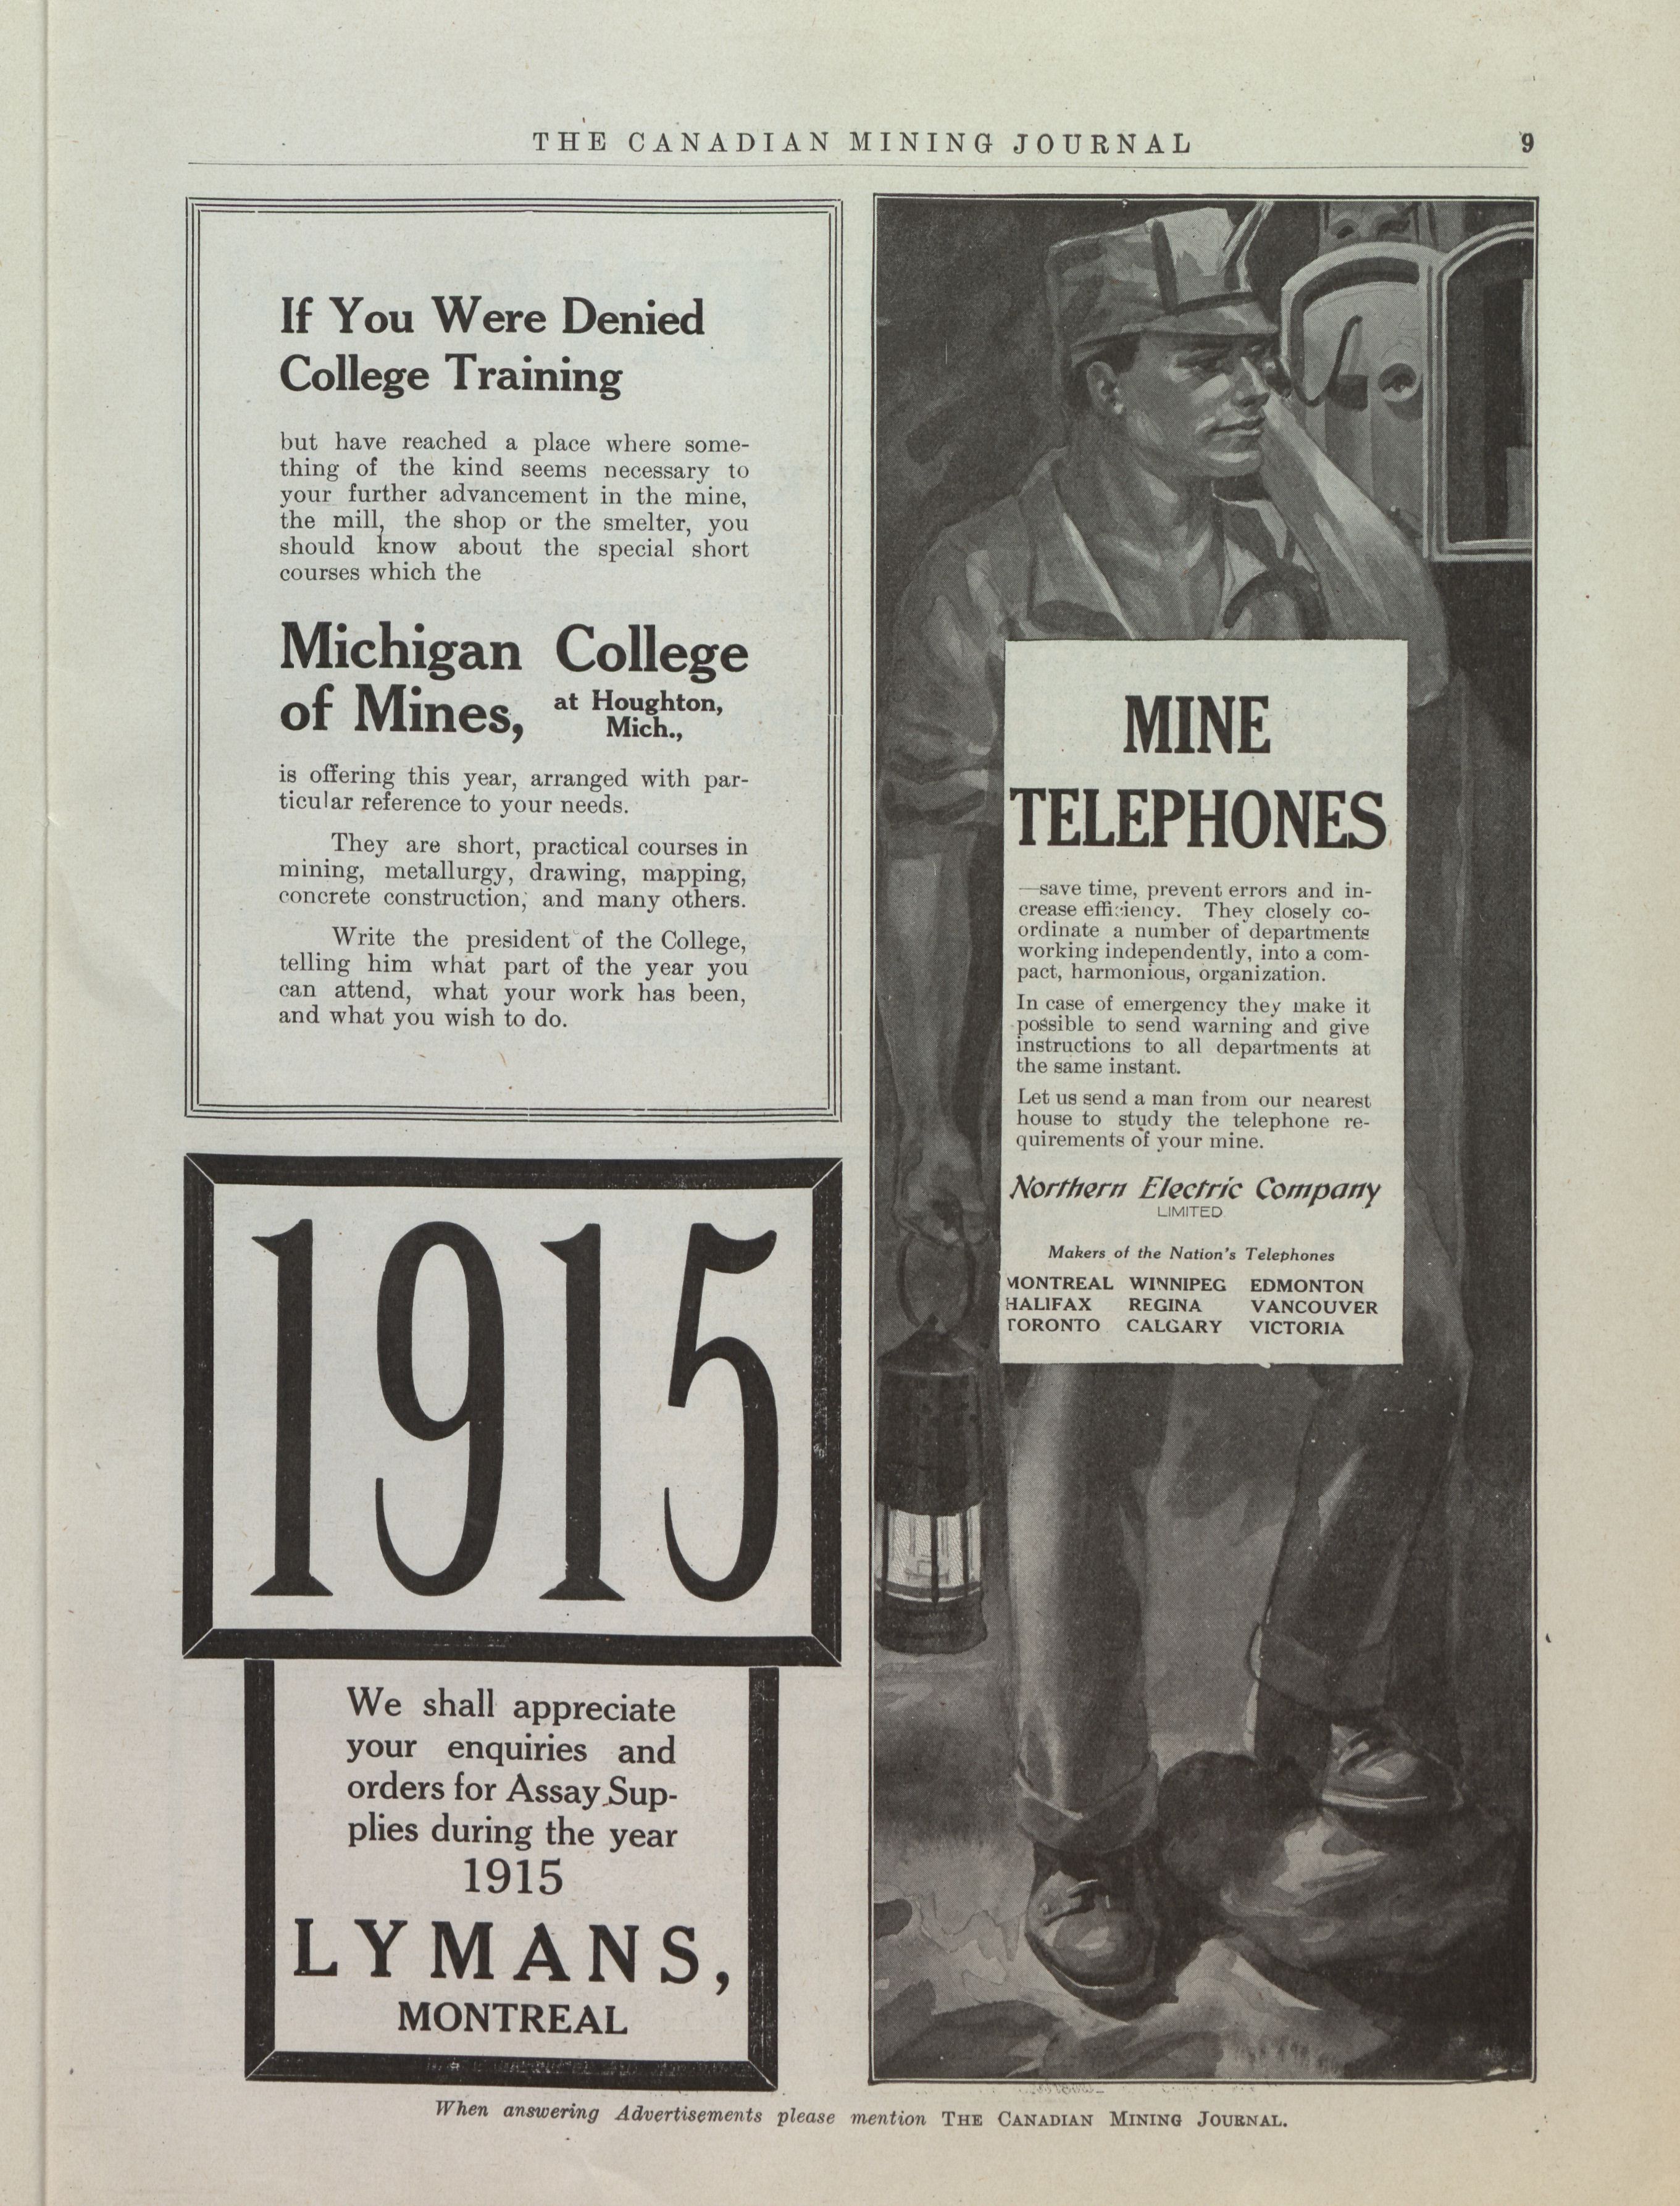 THE CANADIAN MINING JOURNAL 9
If You Were Denied
College Training
but have reached a place where some-
thing of the kind seems necessary to
your further advancement in the mine,
the mill, the shop or the smelter, you
should know about the special short
courses which the
Michigan College
of Mines, at Houghton,
Mich.,
is offering this year, arranged with par-
ticular reference to your needs.
They are short, practical courses in
mining, metallurgy, drawing, mapping,
concrete construction, and many others.
Write the president of the College,
telling him what part of the year you
can attend, what your work has been,
and what you wish to do.
1915
We shall appreciate
your enquiries and
orders for Assay Sup-
plies during the year
1915
LYMANS,
MONTREAL
MINE
TELEPHONES
—save time, prevent errors and in-
crease efficiency. They closely co-
ordinate a number of departments
working independently, into a com-
pact, harmonious, organization.
In case of emergency they make it
possible to send warning and give
instructions to all departments at
the same instant.
Let us send a man from our nearest
house to study the telephone re-
quirements of your mine.
Northern Electric Company
LIMITED
Makers of the Nation's Telephones
MONTREAL WINNIPEG EDMONTON
HALIFAX REGINA VANCOUVER
TORONTO CALGARY VICTORIA
When answering Advertisements please mention THE CANADIAN MINING JOURNAL.